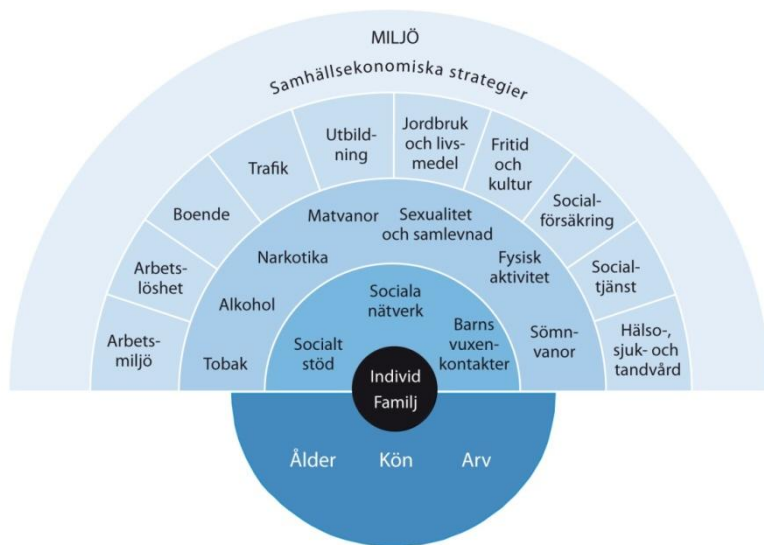 MILJÖ
Samhällsekonomiska strategier
Arbets-
miljö
Arbets-
löshet
Boende
Trafik
Utbild-
ning
Jordbruk
och livs-
medel
Fritid
och
kultur
Social-
försäkring
Social-
tjänst
Hälso-,
sjuk- och
tandvård
Tobak
Alkohol
Narkotika
Matvanor
Sexualitet
och samlevnad
Fysisk
aktivitet
Sömn-
vanor
Socialt
stöd
Sociala
nätverk
Barns
vuxen-
kontakter
Individ
Familj
Ålder Kön Arv